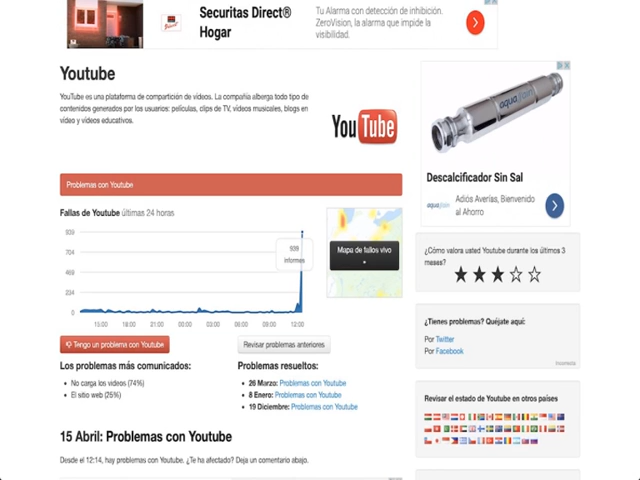 Securitas Direct®
Hogar
Tu Alarma con detección de inhibición.
ZeroVision, la alarma que impide la
visibilidad.
Youtube
YouTube es una plataforma de compartición de vídeos. La compañía alberga todo tipo de
contenidos generados por los usuarios: películas, clips de TV, vídeos musicales, blogs en
vídeo y vídeos educativos.
YouTube
aqua
Descalcificador Sin Sal
Adiós Averías, Bienvenido
al Ahorro
Problemas con Youtube
Fallas de Youtube últimas 24 horas
939
704
469
234
0
939
informes
15:00 18:00 21:00 00:00 03:00 06:00 09:00 12:00
Mapa de fallos vivo
¿Cómo valora usted Youtube durante los últimos 3
meses?
Tengo un problema con Youtube
Revisar problemas anteriores
Los problemas más comunicados:
No carga los videos (74%)
El sitio web (25%)
Problemas resueltos:
26 Marzo: Problemas con Youtube
8 Enero: Problemas con Youtube
19 Diciembre: Problemas con Youtube
¿Tienes problemas? Quéjate aquí:
Por Twitter
Por Facebook
Revisar el estado de Youtube en otros países
15 Abril: Problemas con Youtube
Desde el 12:14, hay problemas con Youtube. ¿Te ha afectado? Deja un comentario abajo.